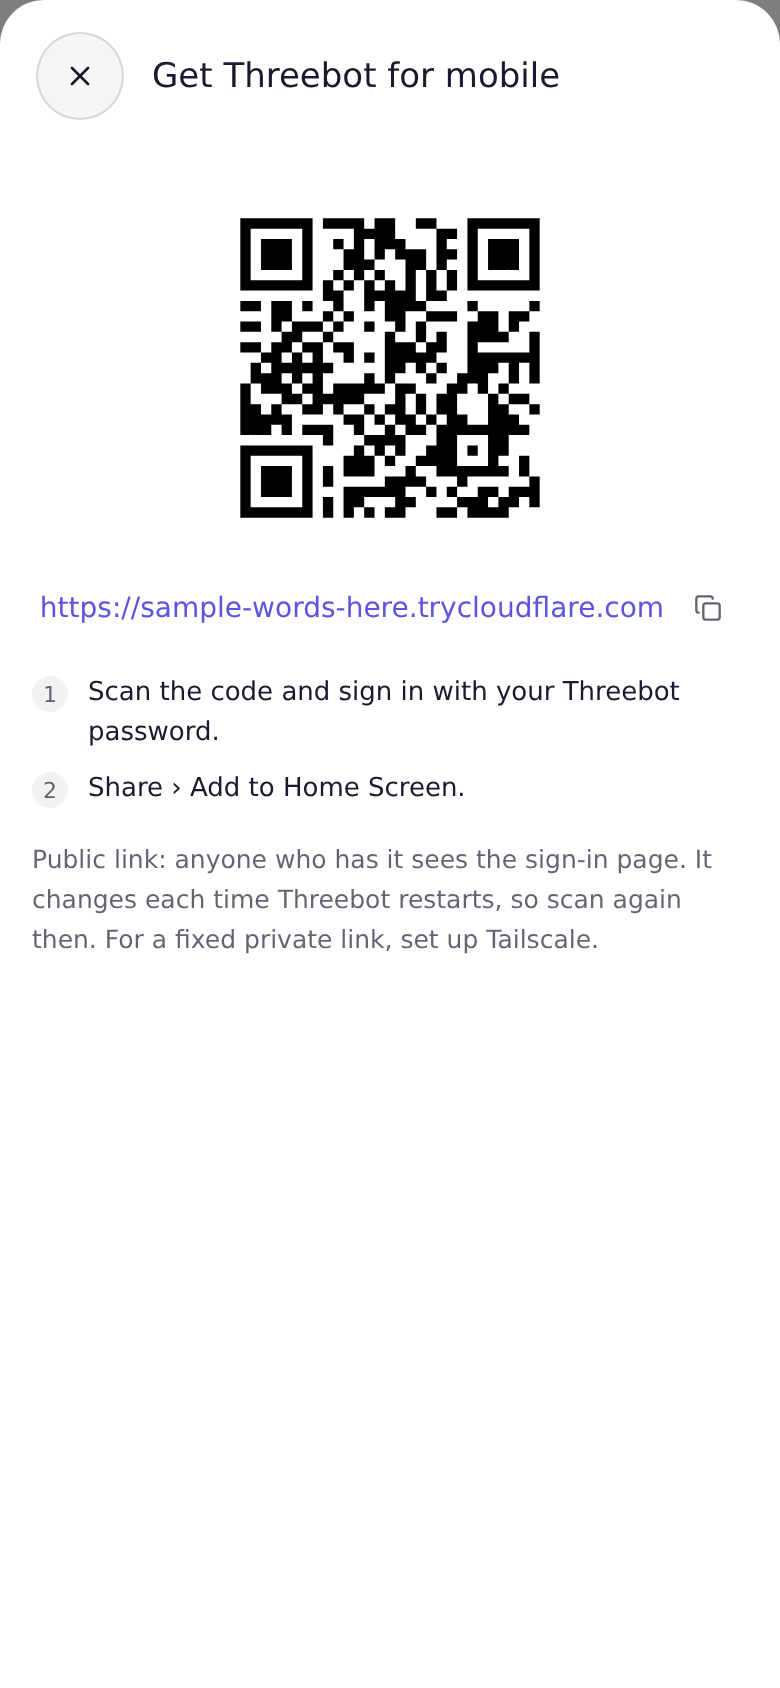 Get Threebot for mobile
https://sample-words-here.trycloudflare.com
1 Scan the code and sign in with your Threebot
password.
2 Share › Add to Home Screen.
Public link: anyone who has it sees the sign-in page. It
changes each time Threebot restarts, so scan again
then. For a fixed private link, set up Tailscale.